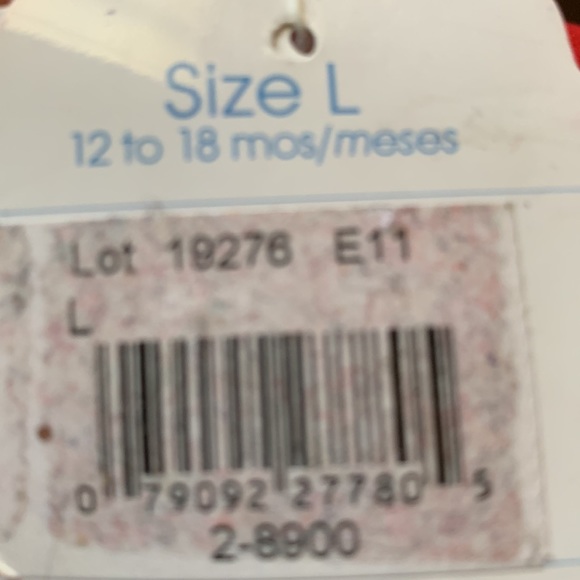 Size L
12 to 18 mos/meses
Lot 19276 E11
L
0 79092 27780 5
2-8900